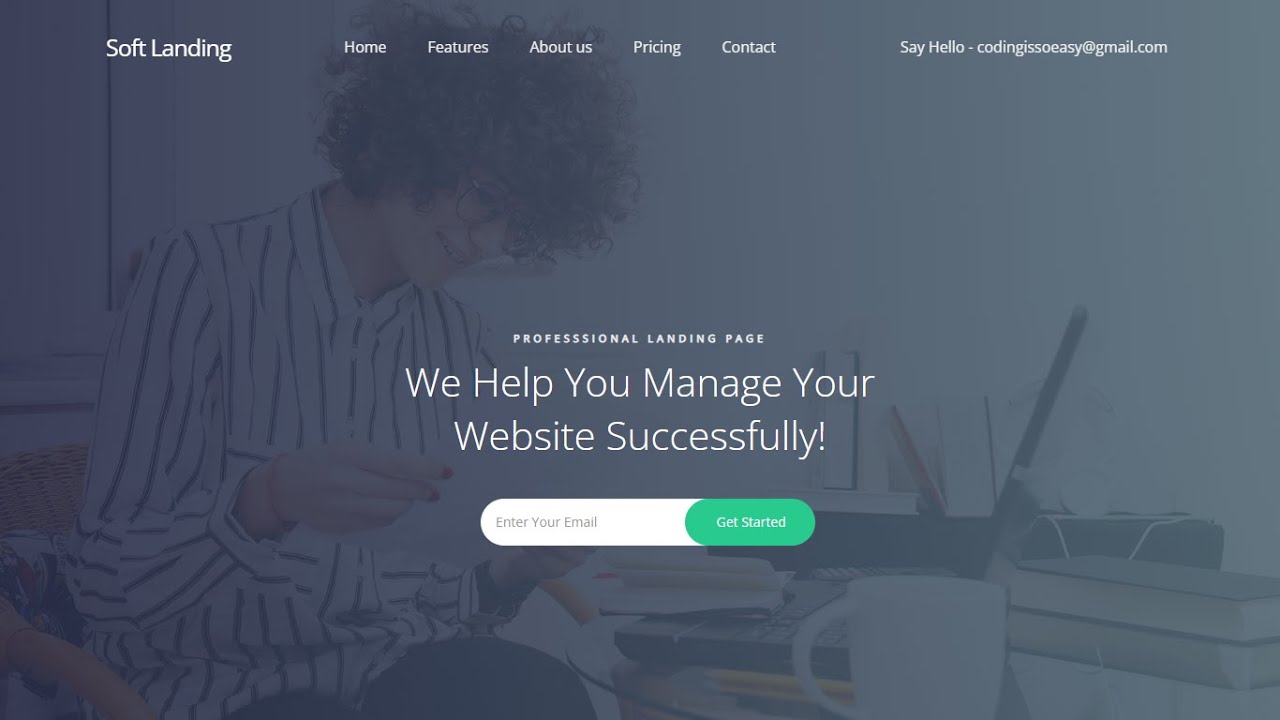 Soft Landing
Home Features About us Pricing Contact
Say Hello - codingissoeasy@gmail.com
PROFESSSIONAL LANDING PAGE
We Help You Manage Your
Website Successfully!
Enter Your Email
Get Started